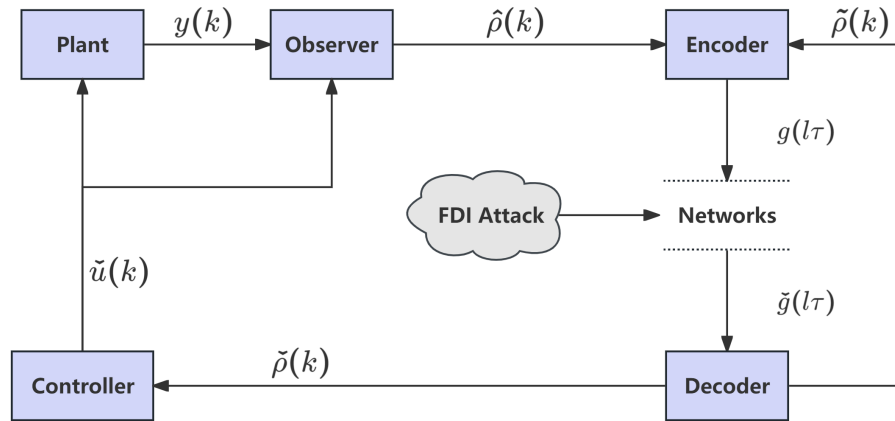 Plant
y(k)
Observer
ρ̂(k)
Encoder
ρ̃(k)
g(lτ)
FDI Attack
Networks
ǔ(k)
ǧ(lτ)
Controller
ρ̌(k)
Decoder